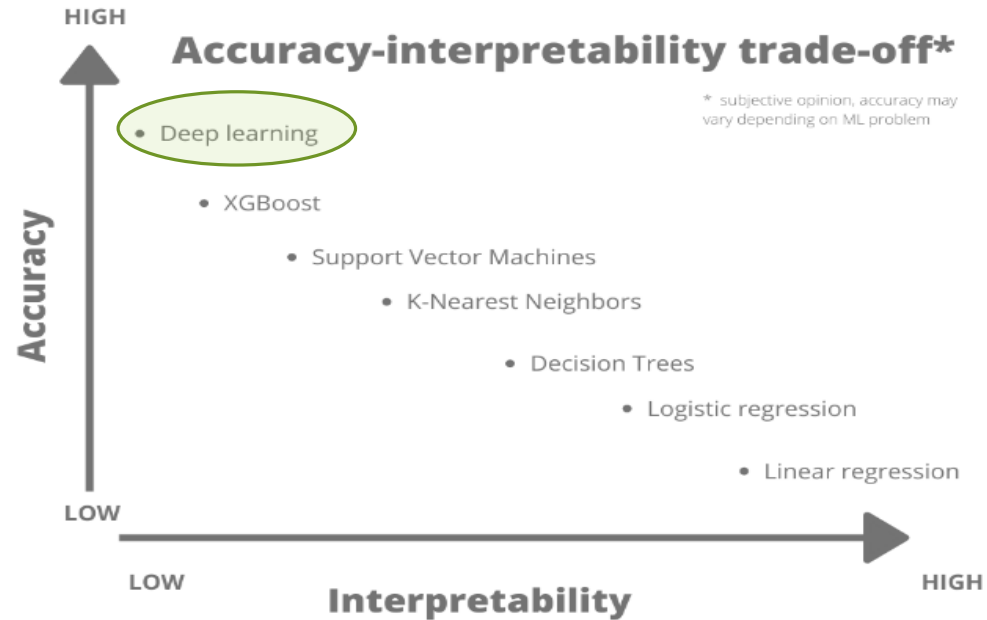 HIGH
Accuracy-interpretability trade-off*
* subjective opinion, accuracy may
vary depending on ML problem
• Deep learning
• XGBoost
• Support Vector Machines
• K-Nearest Neighbors
• Decision Trees
• Logistic regression
• Linear regression
Accuracy
LOW
LOW
HIGH
Interpretability